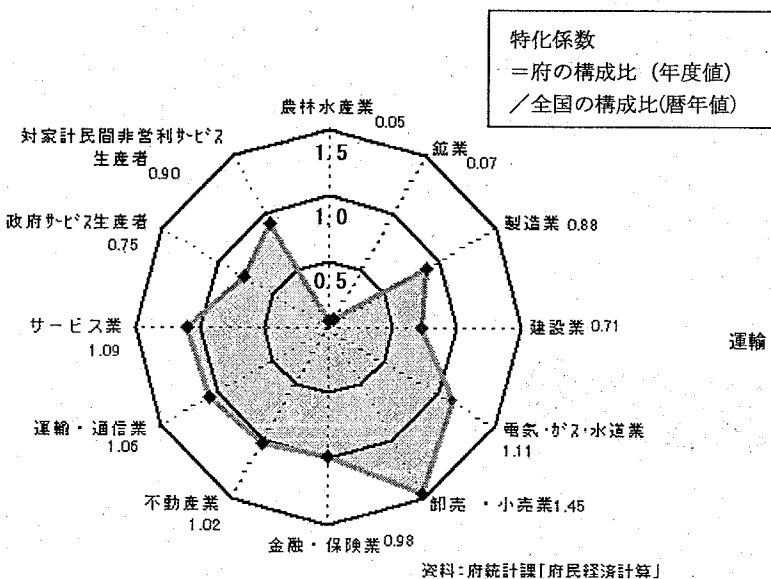 特化係数
＝府の構成比（年度値）
／全国の構成比(暦年値)
農林水産業
0.05
鉱業
0.07
製造業 0.88
建設業 0.71
電気・ｶﾞｽ・水道業
1.11
卸売 ・小売業1.45
金融・保険業0.98
不動産業
1.02
運輸・通信業
1.06
サービス業
1.09
政府サービス生産者
0.75
対家計民間非営利サービス
生産者
0.90
1.5
1.0
0.5
運輸
資料：府統計課「府民経済計算」